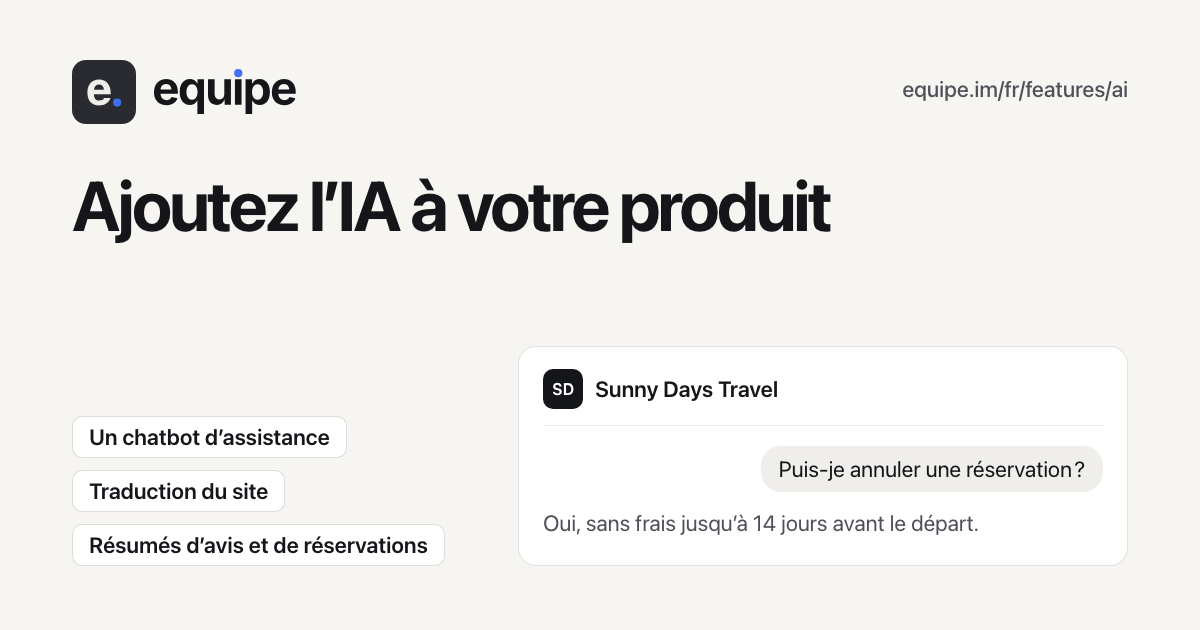 e. equipe
equipe.im/fr/features/ai
Ajoutez l’IA à votre produit
Un chatbot d’assistance
Traduction du site
Résumés d’avis et de réservations
SD Sunny Days Travel
Puis-je annuler une réservation ?
Oui, sans frais jusqu’à 14 jours avant le départ.